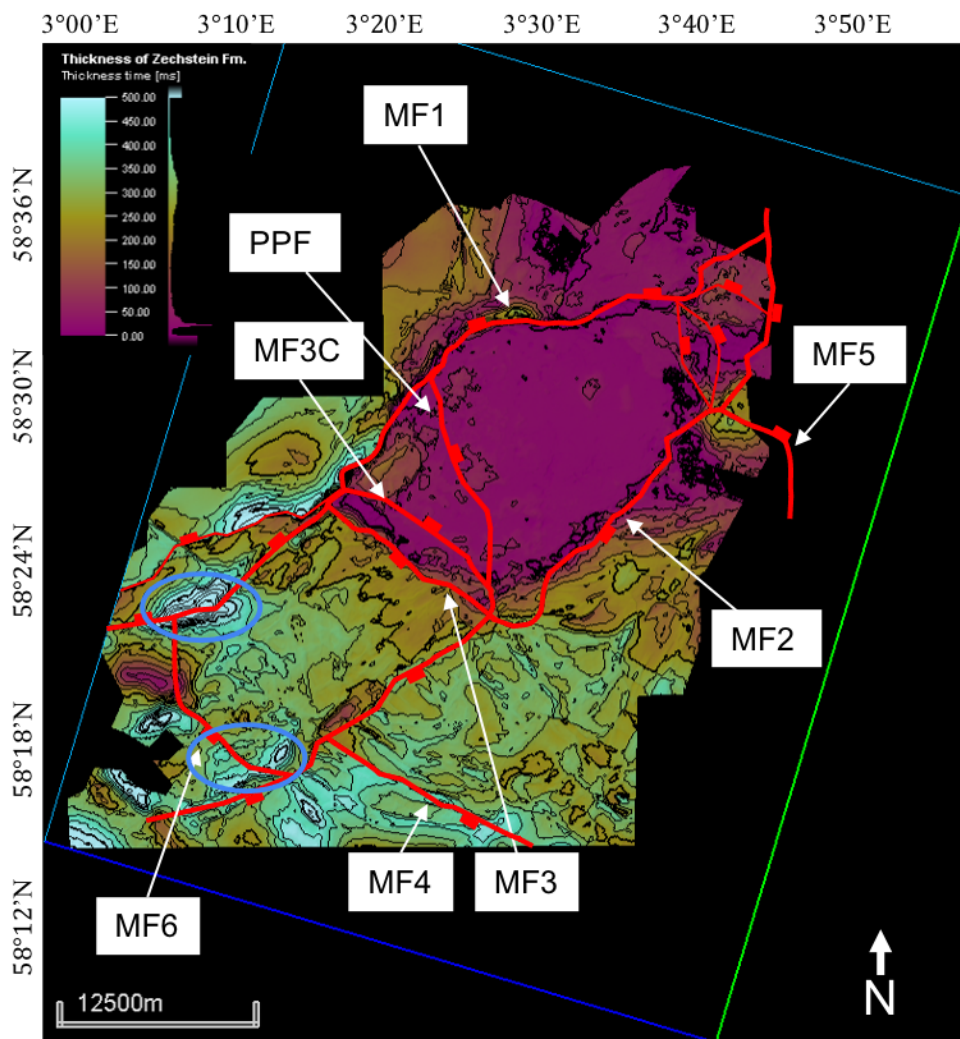 3°00'E 3°10'E 3°20'E 3°30'E 3°40'E 3°50'E
Thickness of Zechstein Fm.
Thickness time [ms]
500.00
450.00
400.00
350.00
300.00
250.00
200.00
150.00
100.00
50.00
0.00
MF1
58°36'N
PPF
MF3C
MF5
58°30'N
58°24'N
MF2
58°18'N
MF4
MF3
MF6
58°12'N
12500m
N